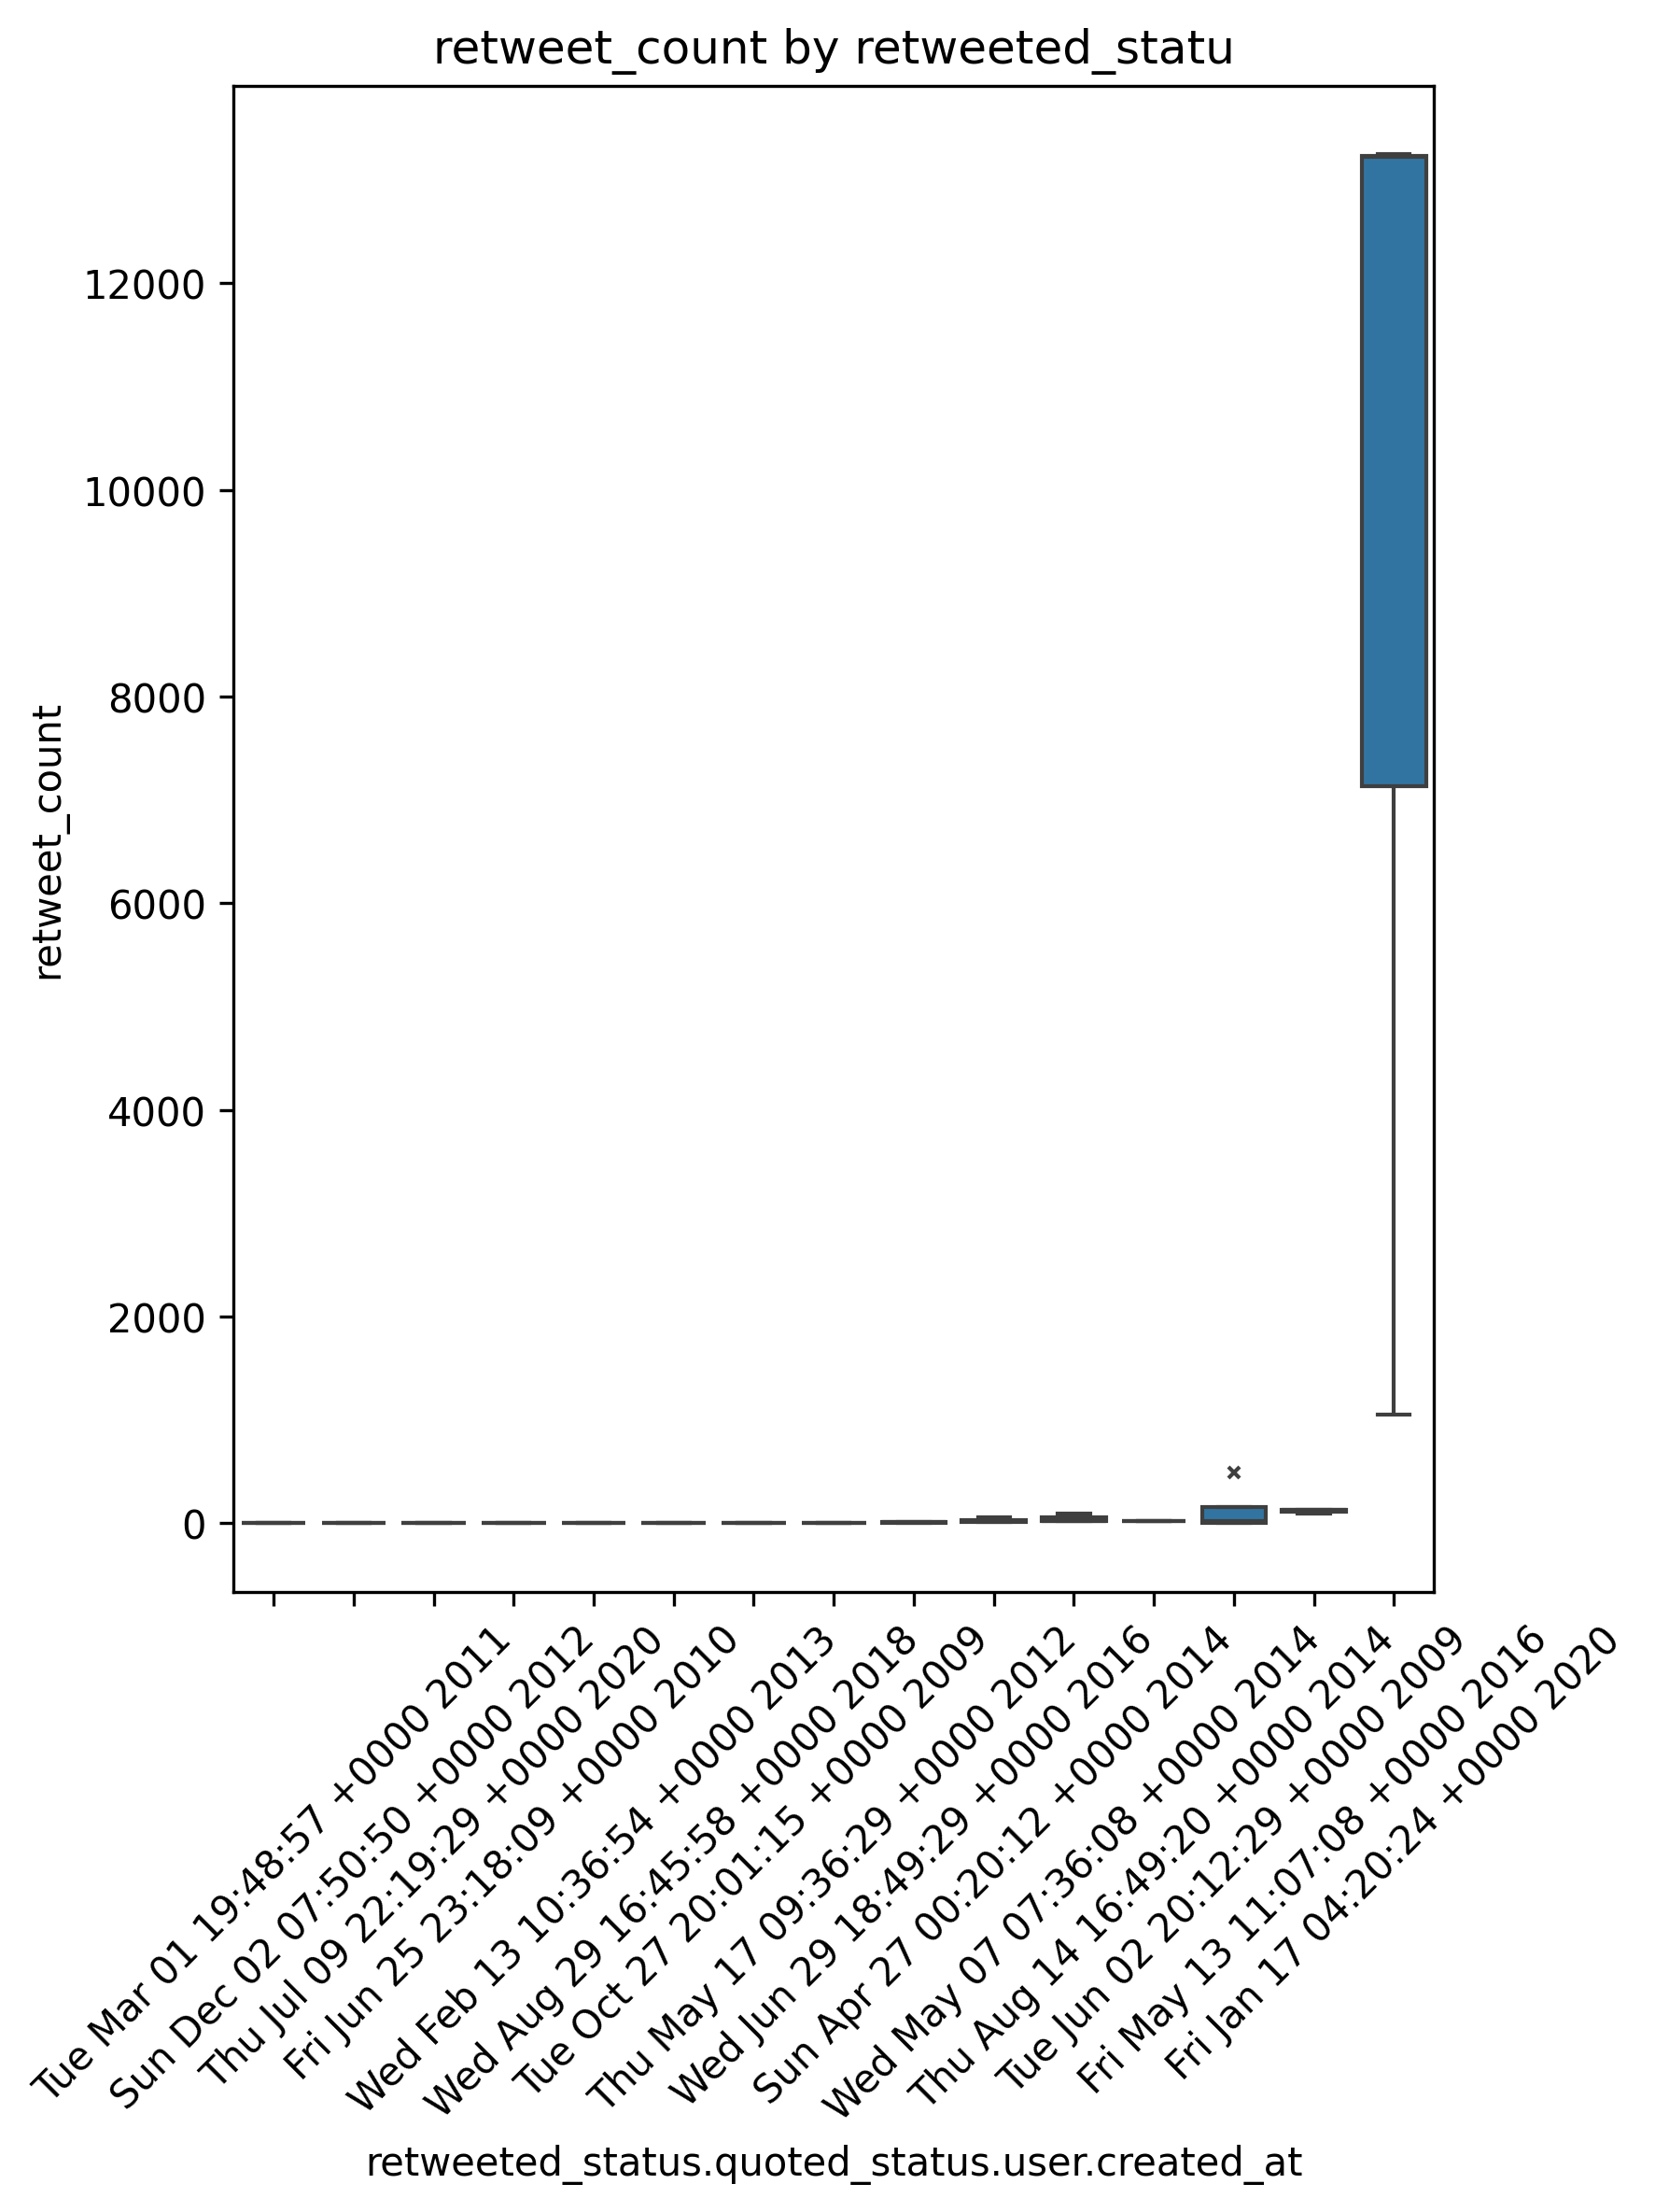 retweet_count by retweeted_statu
retweet_count
12000
10000
8000
6000
4000
2000
0
Tue Mar 01 19:48:57 +0000 2011
Sun Dec 02 07:50:50 +0000 2012
Thu Jul 09 22:19:29 +0000 2020
Fri Jun 25 23:18:09 +0000 2010
Wed Feb 13 10:36:54 +0000 2013
Wed Aug 29 16:45:58 +0000 2018
Tue Oct 27 20:01:15 +0000 2009
Thu May 17 09:36:29 +0000 2012
Wed Jun 29 18:49:29 +0000 2016
Sun Apr 27 00:20:12 +0000 2014
Wed May 07 07:36:08 +0000 2014
Thu Aug 14 16:49:20 +0000 2014
Tue Jun 02 20:12:29 +0000 2009
Fri May 13 11:07:08 +0000 2016
Fri Jan 17 04:20:24 +0000 2020
retweeted_status.quoted_status.user.created_at